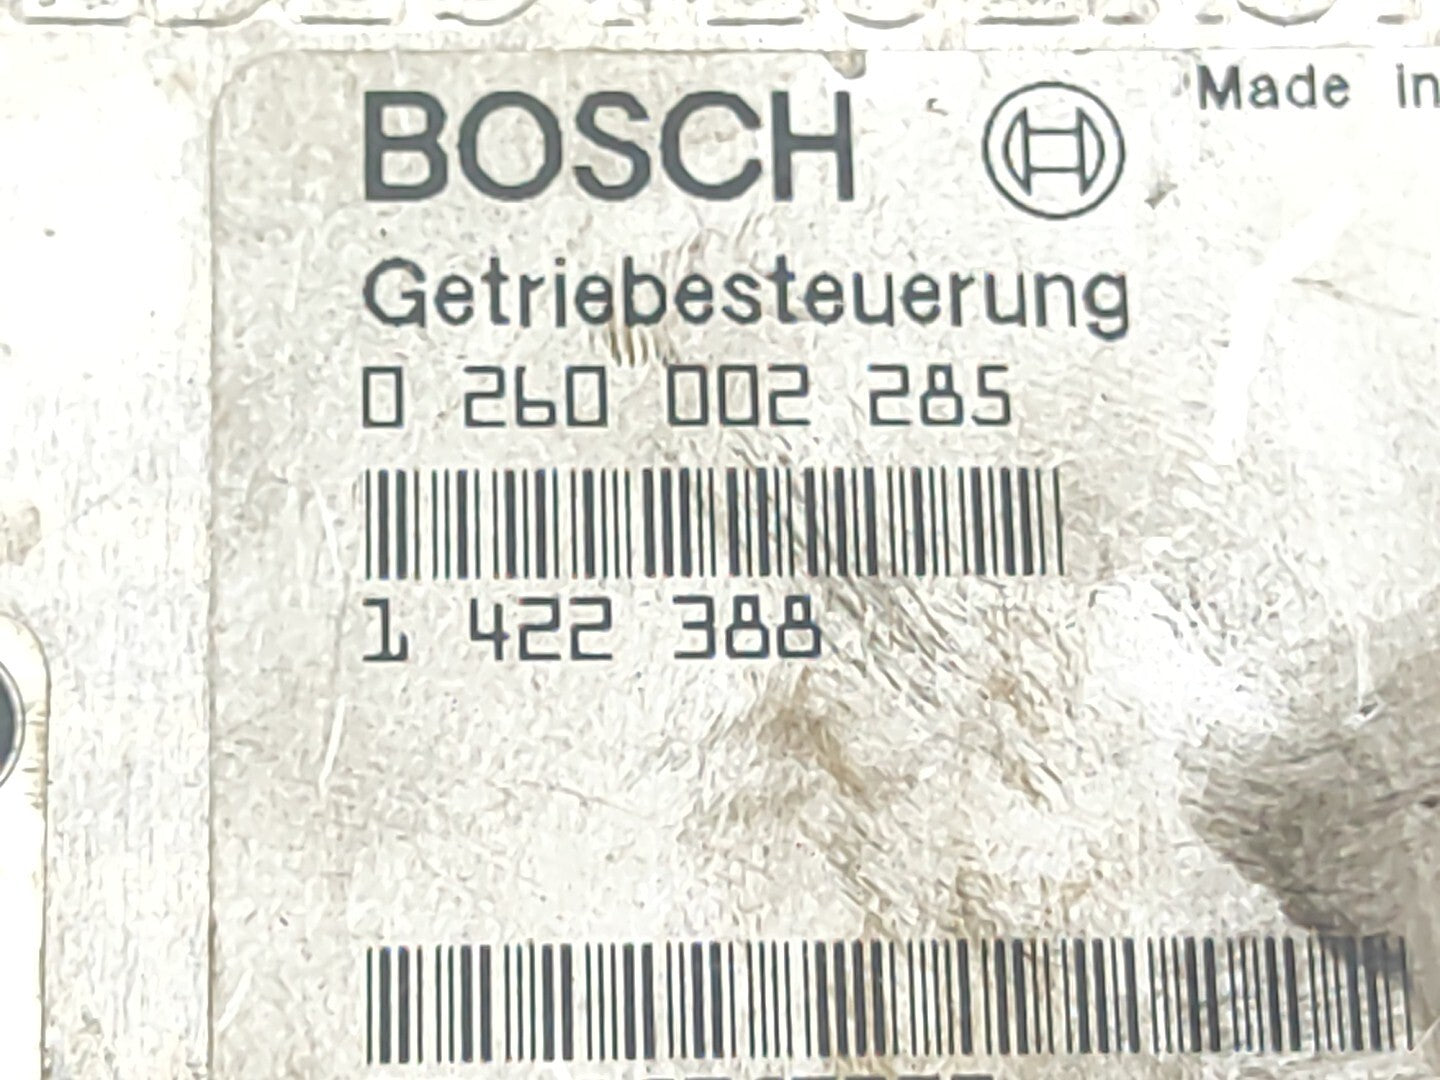 BOSCH
Made in
Getriebesteuerung
0 260 002 285
1 422 388